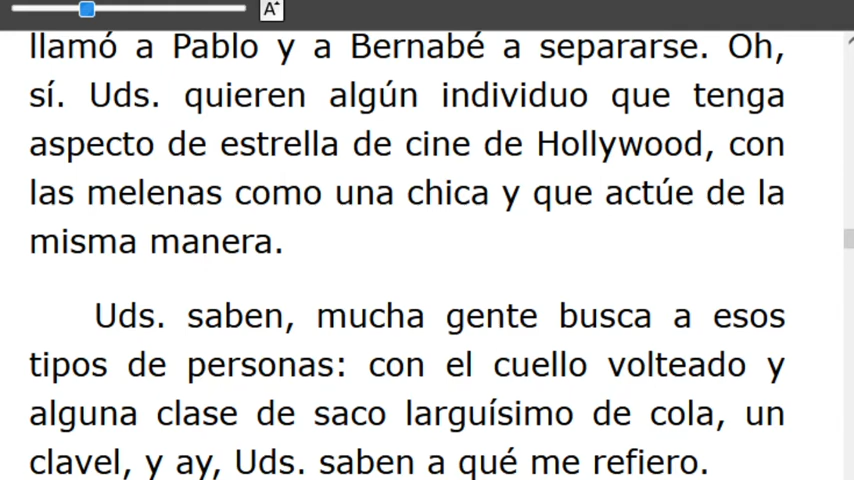 A
llamó a Pablo y a Bernabé a separarse. Oh,
sí. Uds. quieren algún individuo que tenga
aspecto de estrella de cine de Hollywood, con
las melenas como una chica y que actúe de la
misma manera.
Uds. saben, mucha gente busca a esos
tipos de personas: con el cuello volteado y
alguna clase de saco larguísimo de cola, un
clavel, y ay, Uds. saben a qué me refiero.